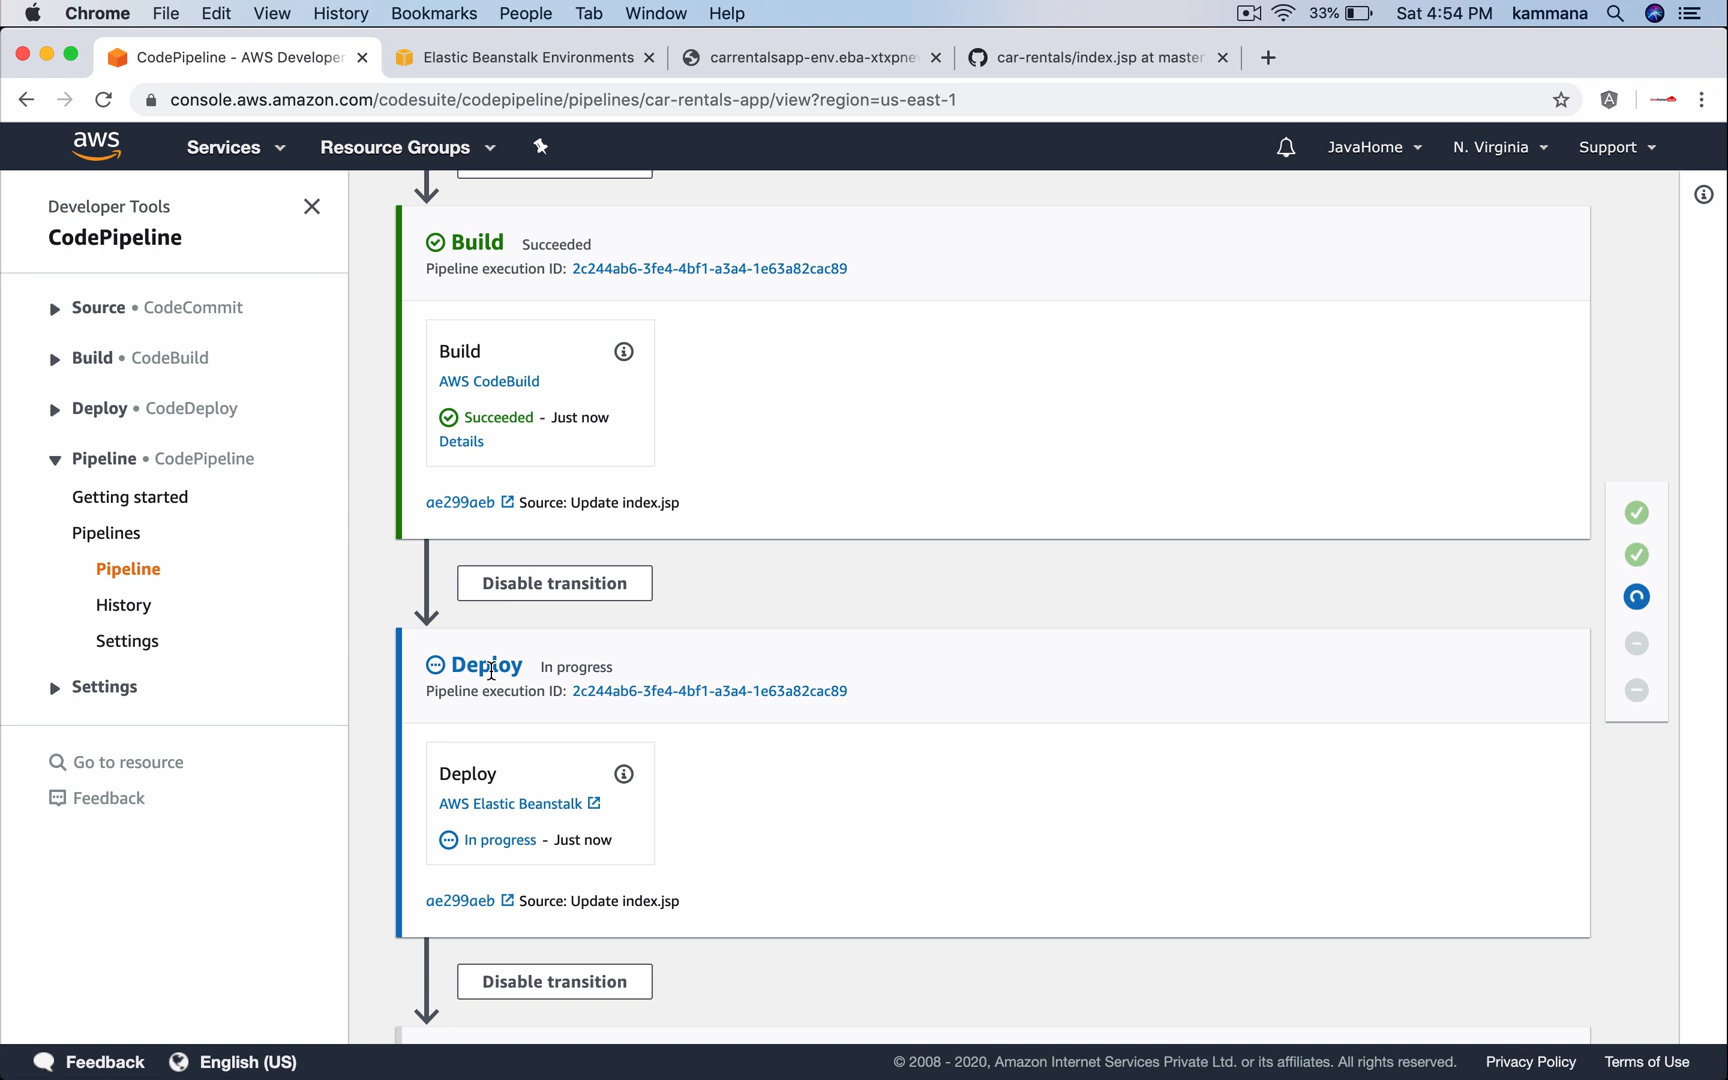 Chrome File Edit View History Bookmarks People Tab Window Help 33% Sat 4:54 PM kammana
CodePipeline - AWS Developer Elastic Beanstalk Environments carrentalsapp-env.eba-xtxpne car-rentals/index.jsp at master
console.aws.amazon.com/codesuite/codepipeline/pipelines/car-rentals-app/view?region=us-east-1
aws Services Resource Groups JavaHome N. Virginia Support
Developer Tools
CodePipeline
Source • CodeCommit
Build • CodeBuild
Deploy • CodeDeploy
Pipeline • CodePipeline
Getting started
Pipelines
Pipeline
History
Settings
Settings
Go to resource
Feedback
Build Succeeded
Pipeline execution ID: 2c244ab6-3fe4-4bf1-a3a4-1e63a82cac89
Build
AWS CodeBuild
Succeeded - Just now
Details
ae299aeb Source: Update index.jsp
Disable transition
Deploy In progress
Pipeline execution ID: 2c244ab6-3fe4-4bf1-a3a4-1e63a82cac89
Deploy
AWS Elastic Beanstalk
In progress - Just now
ae299aeb Source: Update index.jsp
Disable transition
Feedback English (US) © 2008 - 2020, Amazon Internet Services Private Ltd. or its affiliates. All rights reserved. Privacy Policy Terms of Use